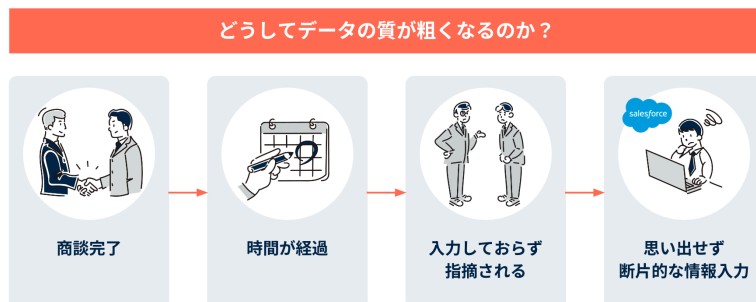 どうしてデータの質が粗くなるのか？
商談完了
時間が経過
入力しておらず
指摘される
salesforce
思い出せず
断片的な情報入力